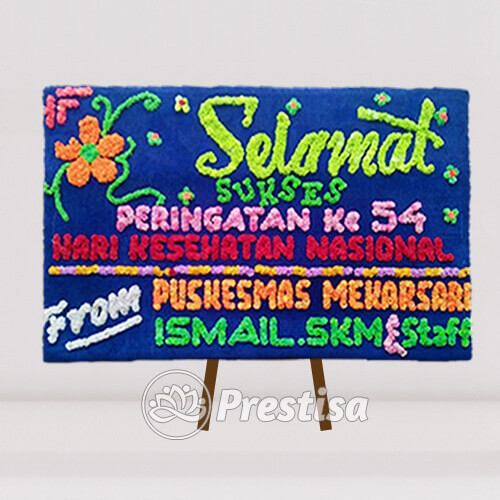 Selamat
SUKSES
PERINGATAN Ke 54
HARI KESEHATAN NASIONAL
From PUSKESMAS MEKARSARI
ISMAIL.SKM & Staff
Prestisa